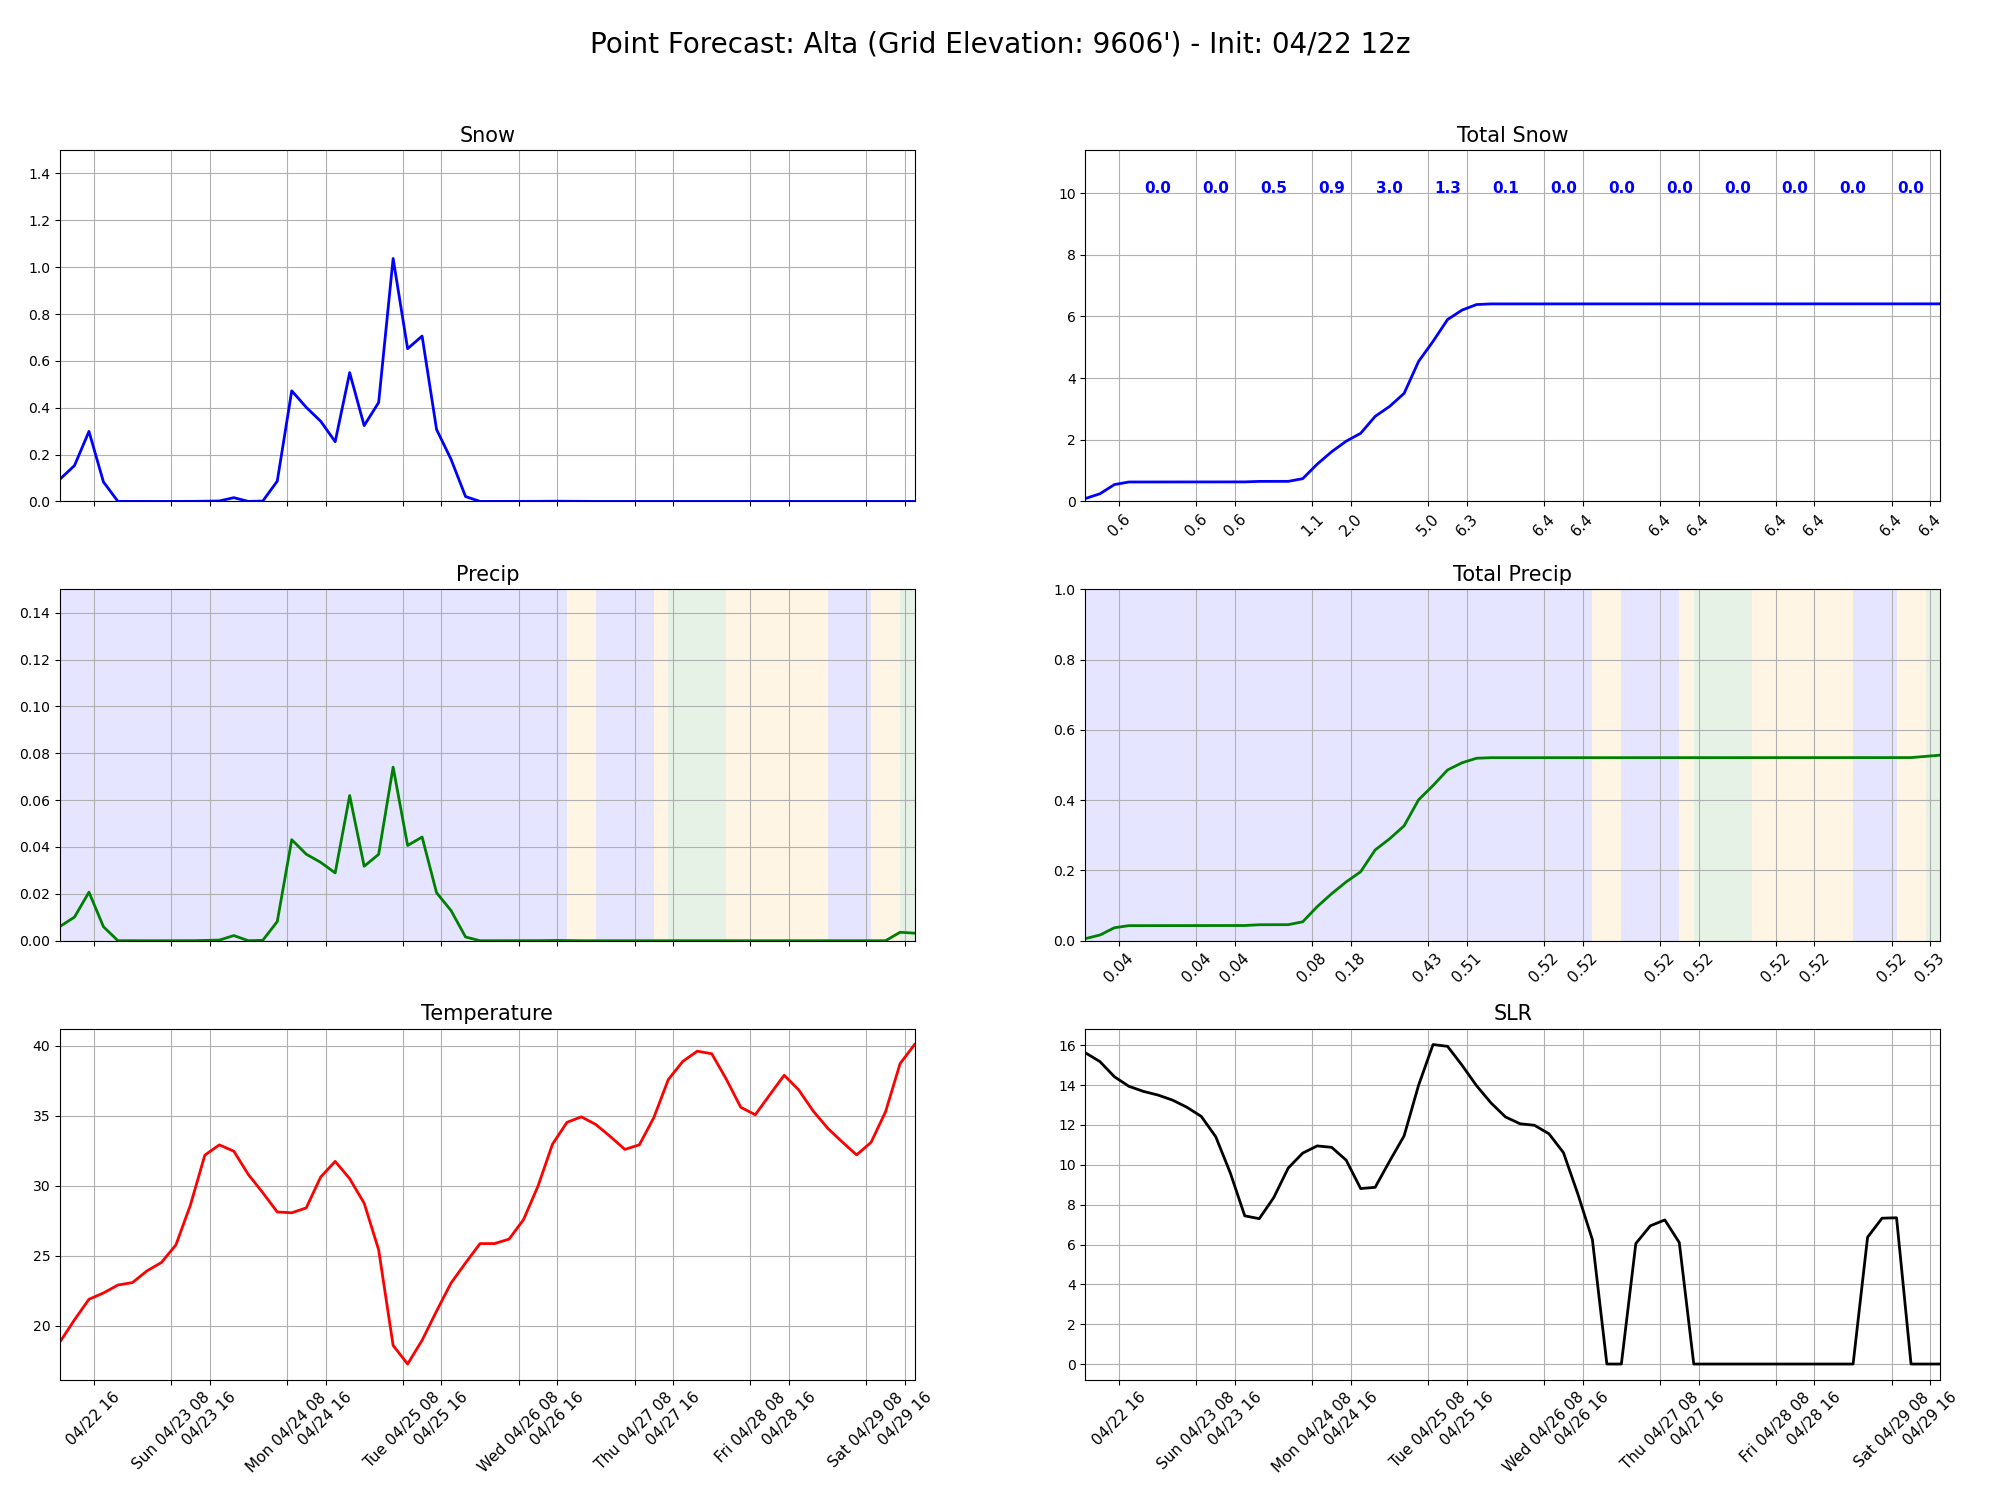 Point Forecast: Alta (Grid Elevation: 9606') - Init: 04/22 12z
Snow
1.4
1.2
1.0
0.8
0.6
0.4
0.2
0.0
Total Snow
0.0 0.0 0.5 0.9 3.0 1.3 0.1 0.0 0.0 0.0 0.0 0.0 0.0 0.0
10
8
6
4
2
0
0.6 0.6 0.6 1.1 2.0 5.0 6.3 6.4 6.4 6.4 6.4 6.4 6.4 6.4 6.4
Precip
0.14
0.12
0.10
0.08
0.06
0.04
0.02
0.00
Total Precip
1.0
0.8
0.6
0.4
0.2
0.0
0.04 0.04 0.04 0.08 0.18 0.43 0.51 0.52 0.52 0.52 0.52 0.52 0.52 0.52 0.53
Temperature
40
35
30
25
20
04/22 16
Sun 04/23 08
04/23 16
Mon 04/24 08
04/24 16
Tue 04/25 08
04/25 16
Wed 04/26 08
04/26 16
Thu 04/27 08
04/27 16
Fri 04/28 08
04/28 16
Sat 04/29 08
04/29 16
SLR
16
14
12
10
8
6
4
2
0
04/22 16
Sun 04/23 08
04/23 16
Mon 04/24 08
04/24 16
Tue 04/25 08
04/25 16
Wed 04/26 08
04/26 16
Thu 04/27 08
04/27 16
Fri 04/28 08
04/28 16
Sat 04/29 08
04/29 16